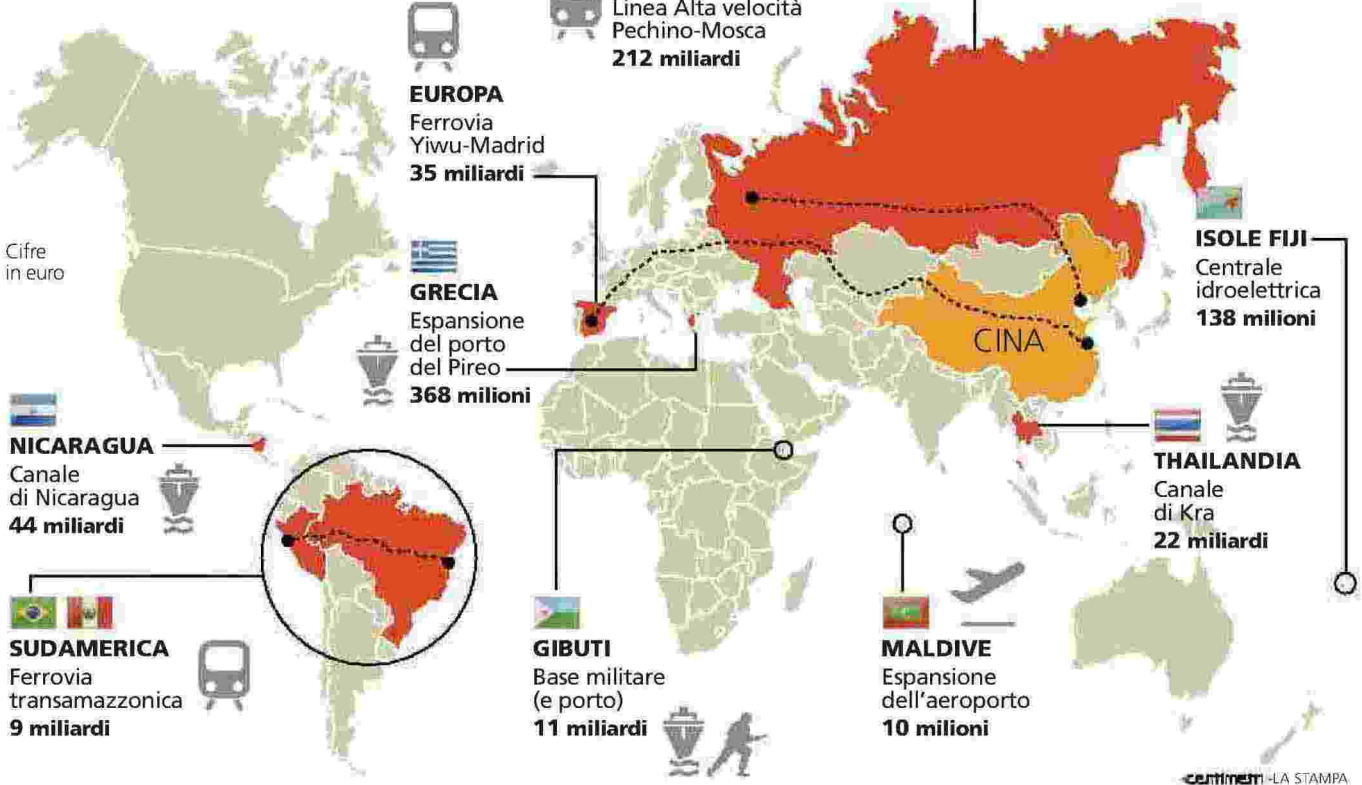 Linea Alta velocità
Pechino-Mosca
212 miliardi
EUROPA
Ferrovia
Yiwu-Madrid
35 miliardi
Cifre
in euro
GRECIA
Espansione
del porto
del Pireo
368 milioni
ISOLE FIJI
Centrale
idroelettrica
138 milioni
CINA
NICARAGUA
Canale
di Nicaragua
44 miliardi
THAILANDIA
Canale
di Kra
22 miliardi
SUDAMERICA
Ferrovia
transamazzonica
9 miliardi
GIBUTI
Base militare
(e porto)
11 miliardi
MALDIVE
Espansione
dell'aeroporto
10 milioni
centimetri -LA STAMPA